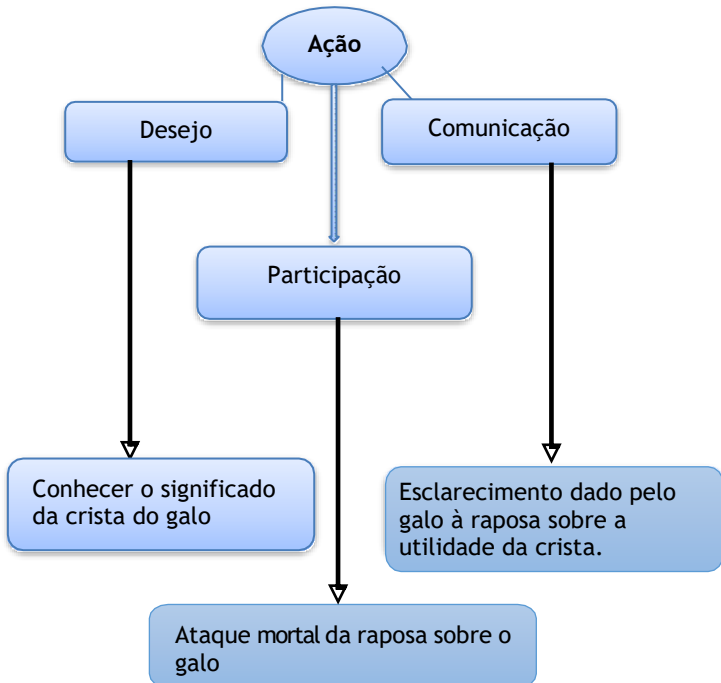 Ação
Desejo
Comunicação
Participação
Conhecer o significado
da crista do galo
Esclarecimento dado pelo
galo à raposa sobre a
utilidade da crista.
Ataque mortal da raposa sobre o
galo